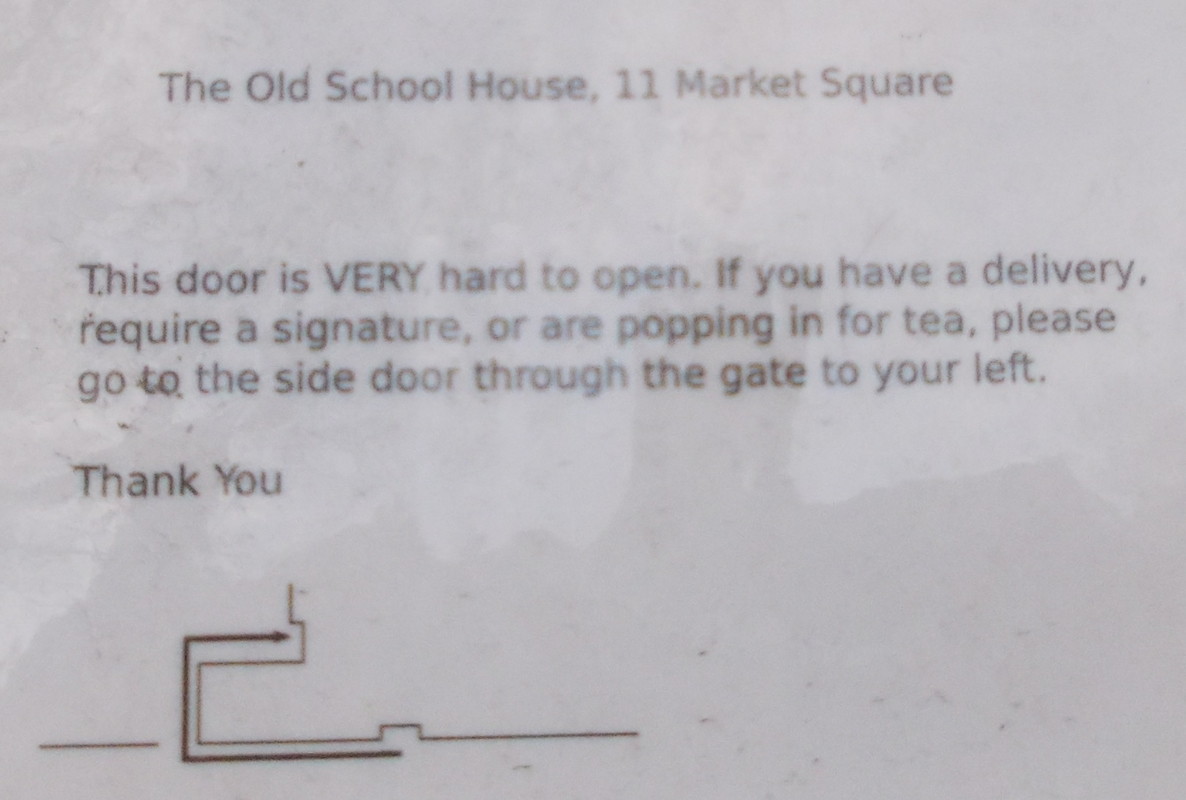 The Old School House, 11 Market Square
This door is VERY hard to open. If you have a delivery,
require a signature, or are popping in for tea, please
go to the side door through the gate to your left.
Thank You